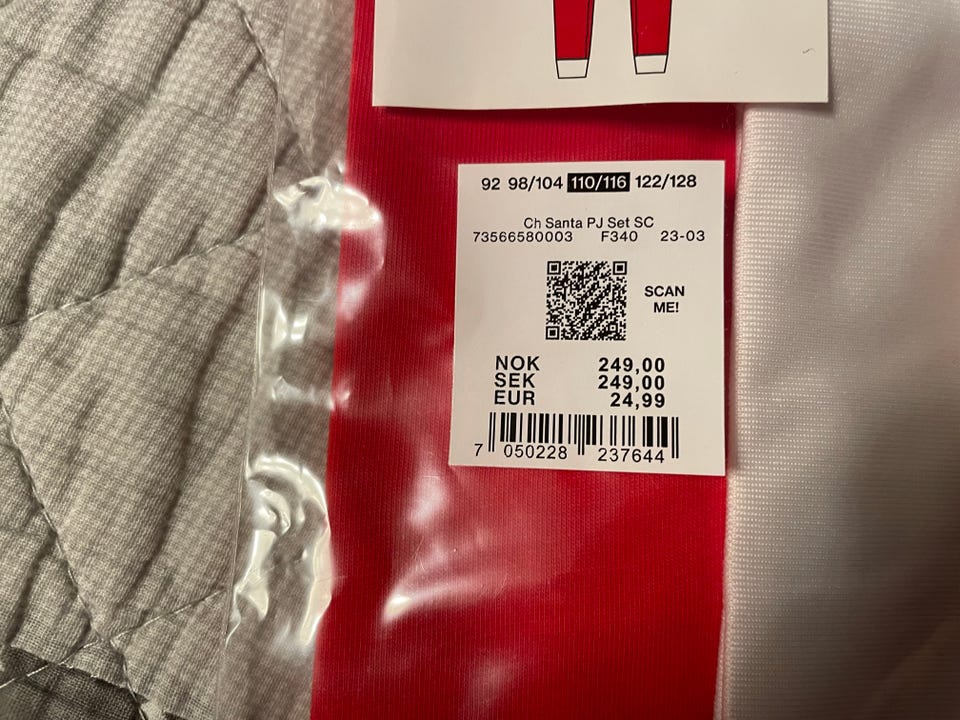 92 98/104 110/116 122/128
Ch Santa PJ Set SC
73566580003 F340 23-03
SCAN
ME!
NOK 249,00
SEK 249,00
EUR 24,99
7 050228 237644